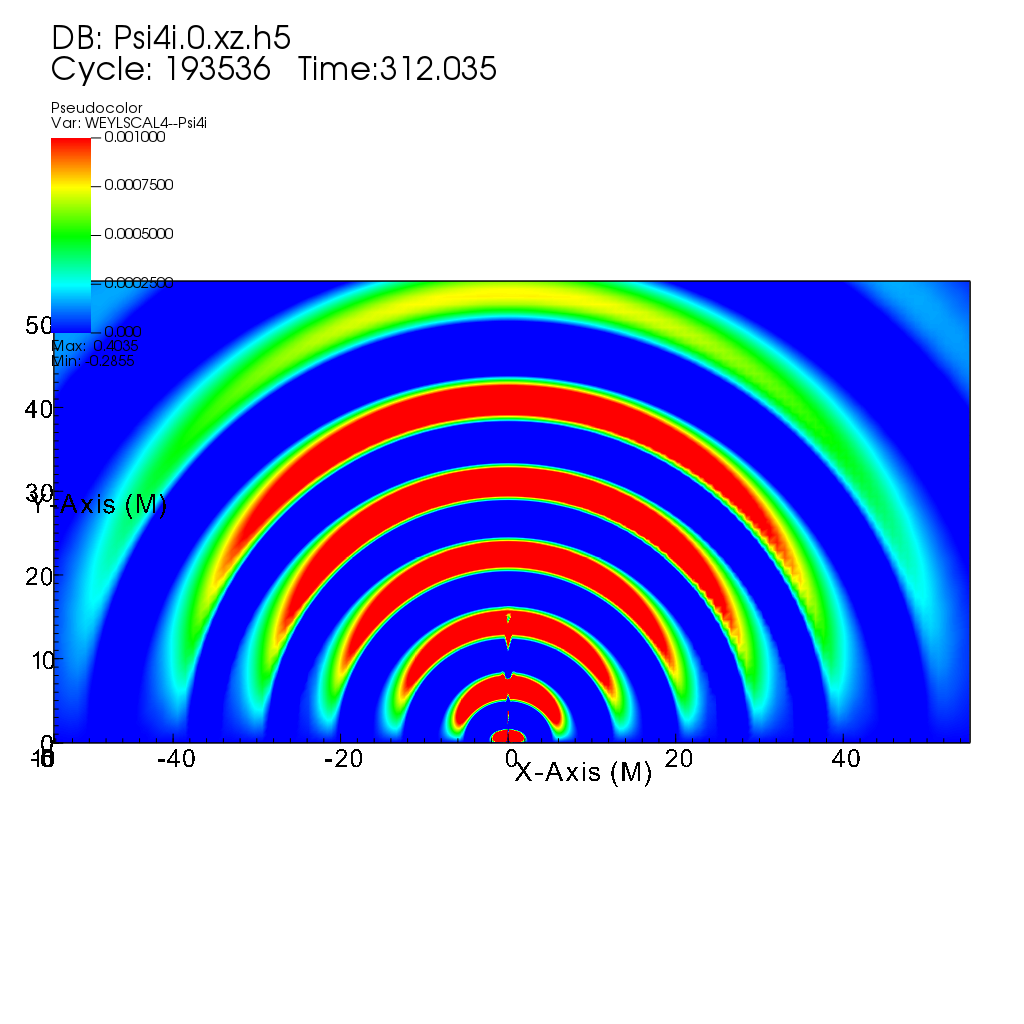 DB: Psi4i.0.xz.h5
Cycle: 193536 Time:312.035
Pseudocolor
Var: WEYLSCAL4--Psi4i
0.001000
0.0007500
0.0005000
0.0002500
0.000
Max: 0.4035
50
40
30
Y-Axis (M)
20
10
0
-40
-20
0
20
40
X-Axis (M)